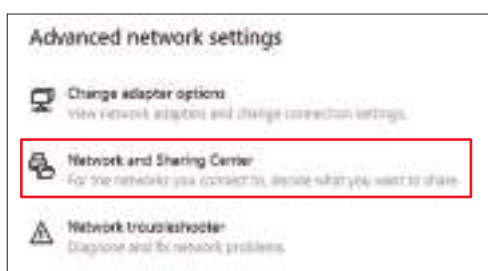 Advanced network settings
Change adapter options
View network adapters and change connection settings.
Network and Sharing Center
For the networks you connect to, decide what you want to share.
Network troubleshooter
Diagnose and fix network problems.